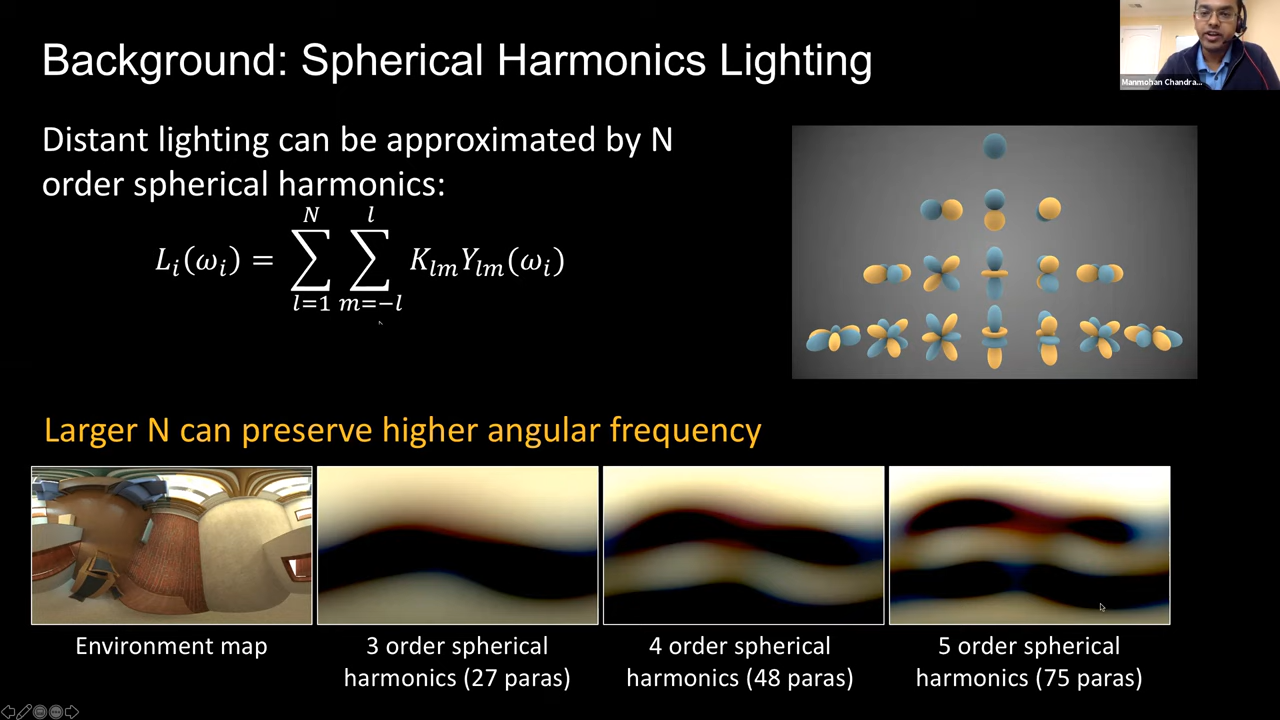 Background: Spherical Harmonics Lighting
Manmohan Chandra...
Distant lighting can be approximated by N
order spherical harmonics:
N l
L_i(ω_i) = ∑ ∑ K_{lm}Y_{lm}(ω_i)
l=1 m=−l
Larger N can preserve higher angular frequency
Environment map
3 order spherical
harmonics (27 paras)
4 order spherical
harmonics (48 paras)
5 order spherical
harmonics (75 paras)